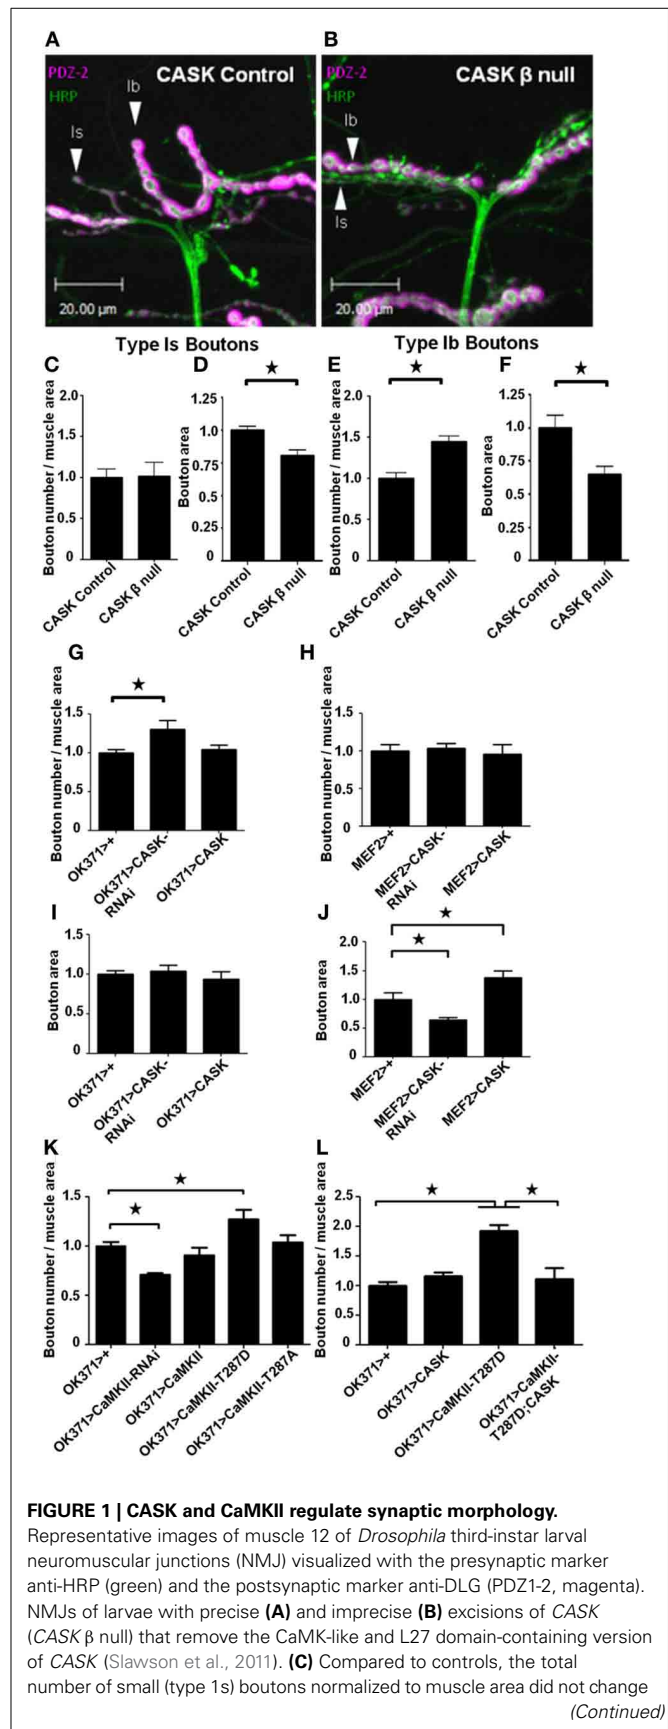 A
B
PDZ-2
HRP
CASK Control
Ib
Is
20.00 µm
PDZ-2
HRP
CASK β null
Ib
Is
20.00 µm
Type Is Boutons
Type Ib Boutons
C
Bouton number / muscle area
2.0
1.5
1.0
0.5
0
CASK Control
CASK β null
D
★
Bouton area
1.25
1.0
0.75
0.5
0.25
0
CASK Control
CASK β null
E
★
Bouton number / muscle area
2.0
1.5
1.0
0.5
0
CASK Control
CASK β null
F
★
Bouton area
1.25
1.0
0.75
0.5
0.25
0
CASK Control
CASK β null
G
★
Bouton number / muscle area
1.5
1.0
0.5
0
OK371>+
OK371>CASK-
RNAi
OK371>CASK
H
Bouton number / muscle area
1.5
1.0
0.5
0
MEF2>+
MEF2>CASK-
RNAi
MEF2>CASK
I
Bouton area
1.5
1.0
0.5
0
OK371>+
OK371>CASK-
RNAi
OK371>CASK
J
★
★
Bouton area
2.0
1.5
1.0
0.5
0
MEF2>+
MEF2>CASK-
RNAi
MEF2>CASK
K
★
★
Bouton number / muscle area
1.5
1.0
0.5
0
OK371>+
OK371>CaMKII-RNAi
OK371>CaMKII
OK371>CaMKII-T287D
OK371>CaMKII-T287A
L
★
★
Bouton number / muscle area
2.5
2.0
1.5
1.0
0.5
0
OK371>+
OK371>CASK
OK371>CaMKII-T287D
OK371>CaMKII-
T287D;CASK
FIGURE 1 | CASK and CaMKII regulate synaptic morphology.
Representative images of muscle 12 of Drosophila third-instar larval
neuromuscular junctions (NMJ) visualized with the presynaptic marker
anti-HRP (green) and the postsynaptic marker anti-DLG (PDZ1-2, magenta).
NMJs of larvae with precise (A) and imprecise (B) excisions of CASK
(CASK β null) that remove the CaMK-like and L27 domain-containing version
of CASK (Slawson et al., 2011). (C) Compared to controls, the total
number of small (type 1s) boutons normalized to muscle area did not change
(Continued)